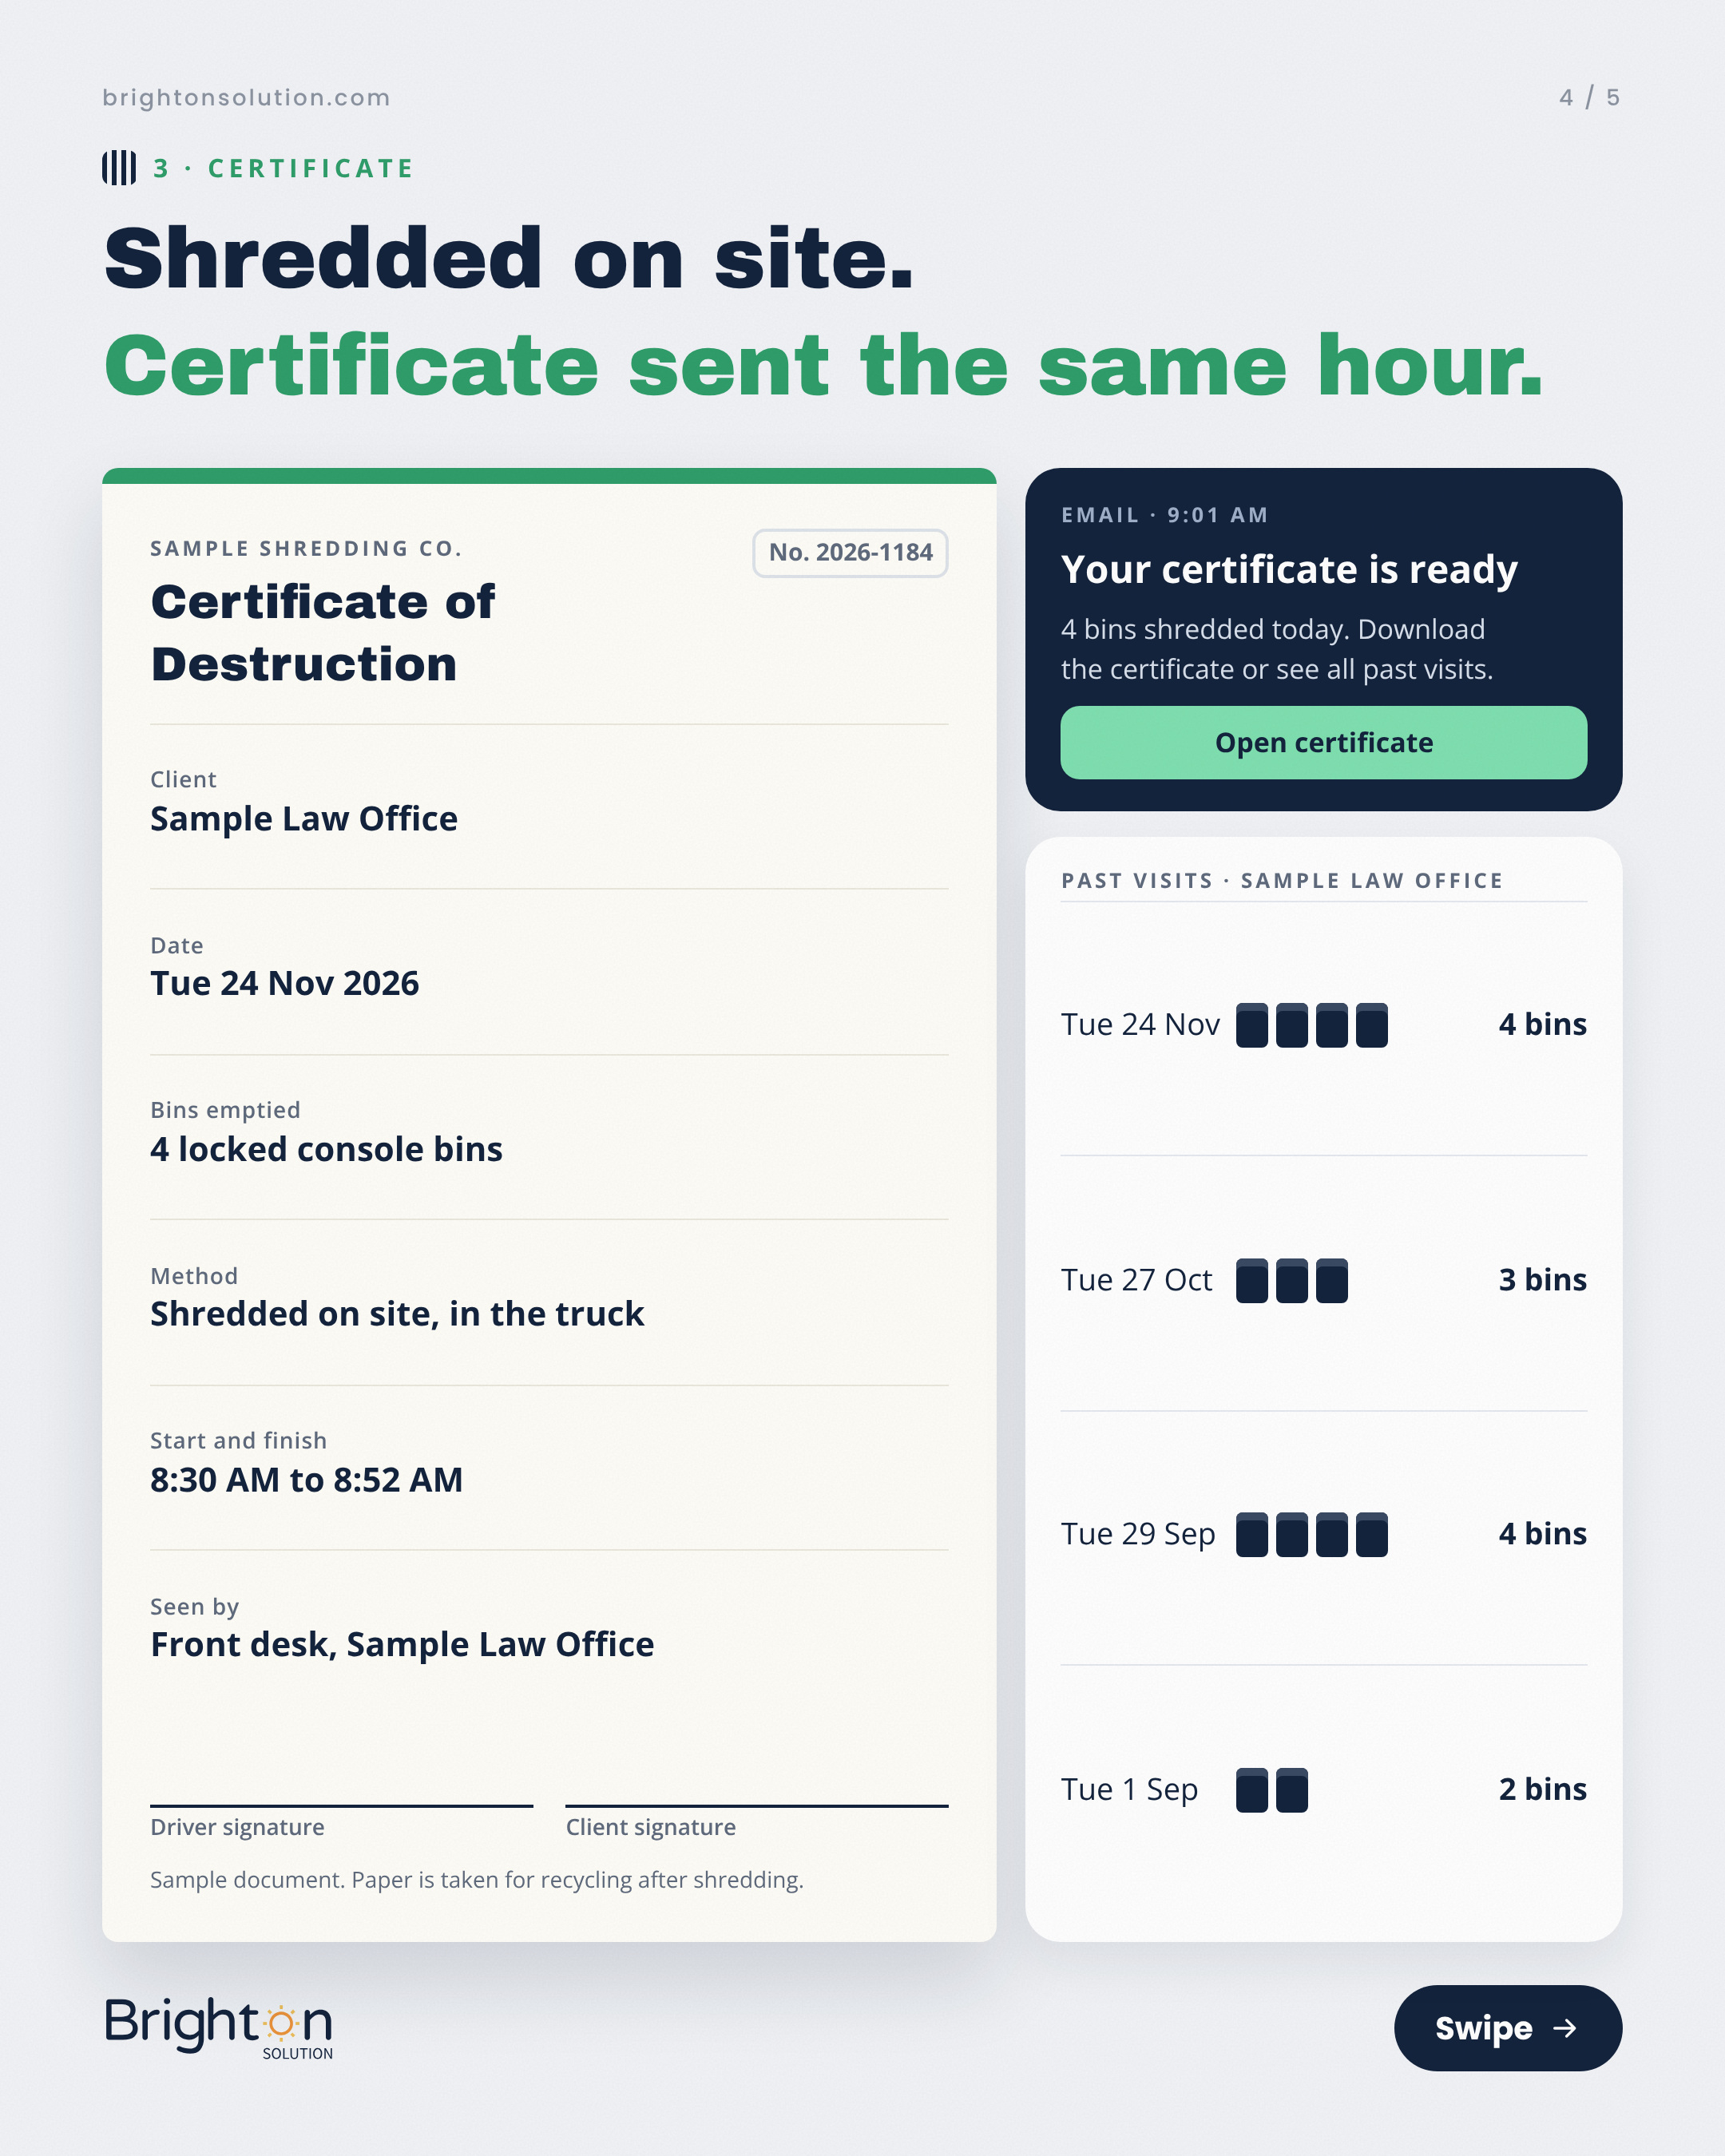 brightonsolution.com
4 / 5
3 · CERTIFICATE
Shredded on site.
Certificate sent the same hour.
SAMPLE SHREDDING CO.
No. 2026-1184
Certificate of
Destruction
Client
Sample Law Office
Date
Tue 24 Nov 2026
Bins emptied
4 locked console bins
Method
Shredded on site, in the truck
Start and finish
8:30 AM to 8:52 AM
Seen by
Front desk, Sample Law Office
Driver signature
Client signature
Sample document. Paper is taken for recycling after shredding.
EMAIL · 9:01 AM
Your certificate is ready
4 bins shredded today. Download
the certificate or see all past visits.
Open certificate
PAST VISITS · SAMPLE LAW OFFICE
Tue 24 Nov 4 bins
Tue 27 Oct 3 bins
Tue 29 Sep 4 bins
Tue 1 Sep 2 bins
Brighton
SOLUTION
Swipe →